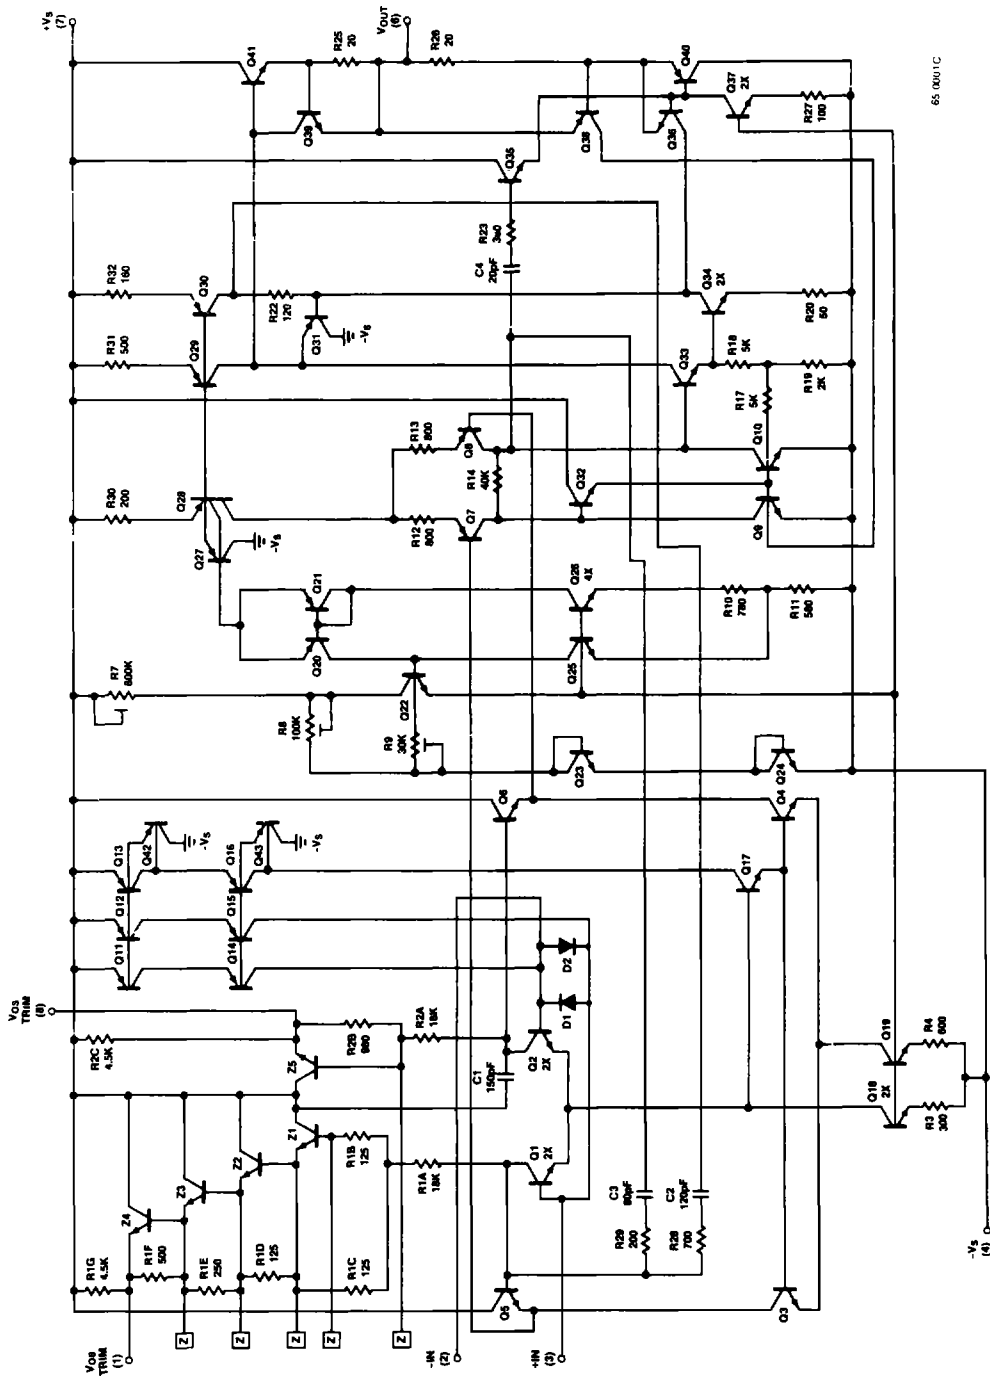 VOS
TRIM
(1)
-IN
(2)
+IN
(3)
-VS
(4)
VOS
TRIM
(8)
+VS
(7)
VOUT
(6)
R1G
4.5K
R1F
500
R1E
250
R1D
125
R1C
125
R1B
125
R1A
18K
R2C
4.5K
R2B
980
R2A
18K
Z
Z
Z
Z
Z
Z4
Z3
Z2
Z1
Z5
C1
150pF
Q5
Q3
Q1
2X
Q2
2X
D1
D2
R29
200
C3
R28
700
C2
120pF
Q18
2X
Q19
R3
300
R4
600
Q11
Q12
Q13
Q42
-VS
Q14
Q15
Q16
Q43
-VS
Q17
Q6
Q4
R7
R8
100K
R9
30K
Q22
Q23
Q24
Q20
Q21
Q25
Q26
4X
R10
780
R11
580
Q27
-VS
Q28
R30
200
R12
800
R13
800
Q7
Q8
R14
40K
Q32
Q9
Q10
R31
500
R32
160
Q29
Q30
R22
120
Q31
-VS
C4
20pF
R23
Q33
Q34
2X
R17
5K
R18
5K
R19
2K
R20
50
Q35
Q41
Q39
R25
20
R26
20
Q38
Q36
Q40
Q37
2X
R27
100
65 0001C